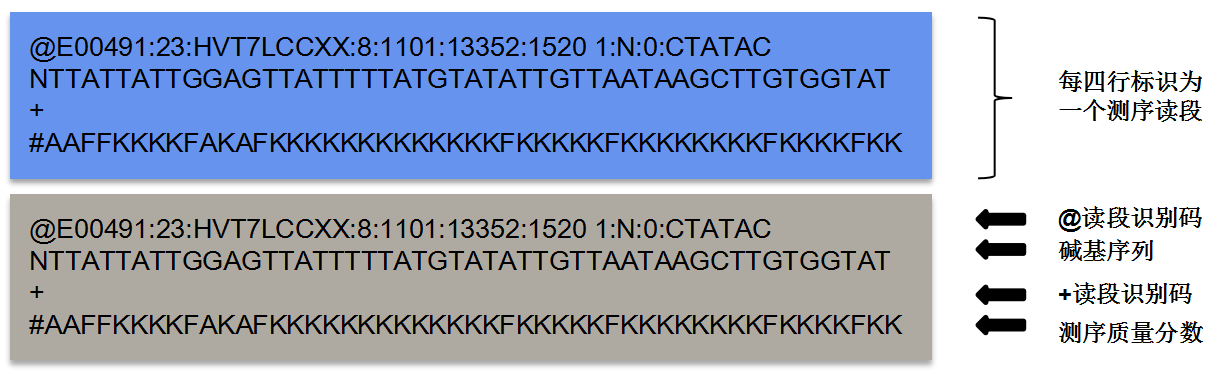 @E00491:23:HVT7LCCXX:8:1101:13352:1520 1:N:0:CTATAC
NTTATTATTGGAGTTATTTTTATGTATATTGTTAATAAGCTTGTGGTAT
+
#AAFFKKKKFAKAFKKKKKKKKKKKKKFKKKKKFKKKKKKKKFKKKKFKK
每四行标识为
一个测序读段
@E00491:23:HVT7LCCXX:8:1101:13352:1520 1:N:0:CTATAC
NTTATTATTGGAGTTATTTTTATGTATATTGTTAATAAGCTTGTGGTAT
+
#AAFFKKKKFAKAFKKKKKKKKKKKKKFKKKKKFKKKKKKKKFKKKKFKK
@读段识别码
碱基序列
+读段识别码
测序质量分数